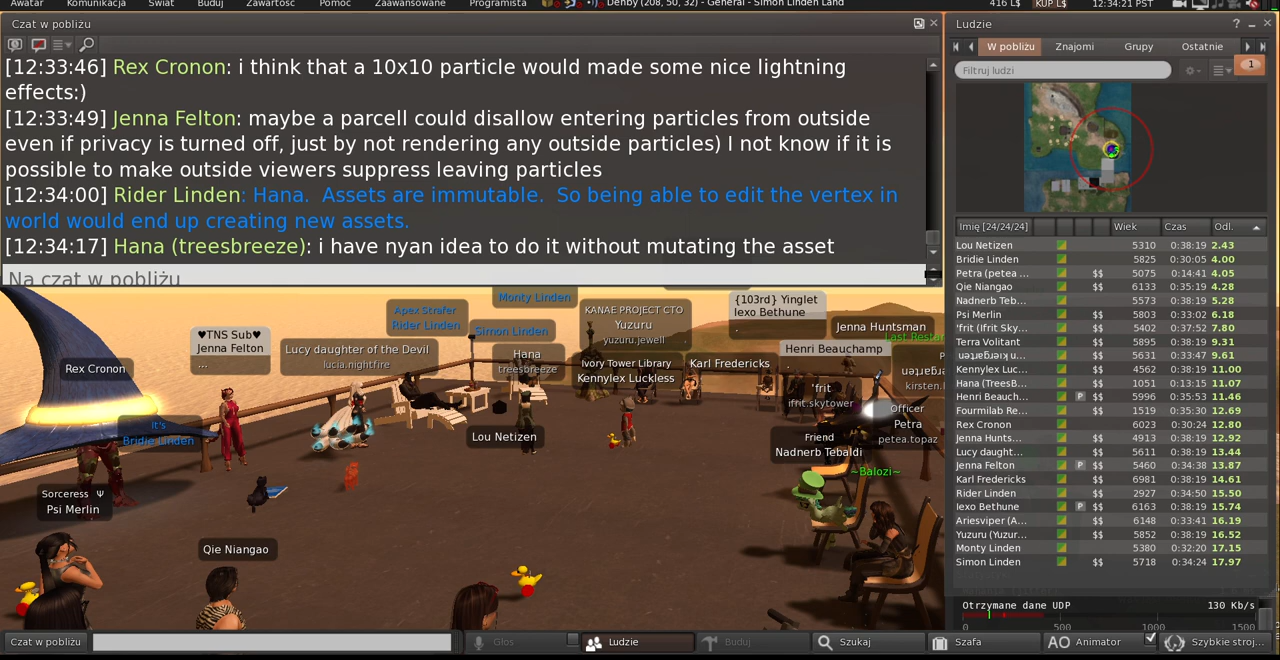 Awatar Komunikacja Świat Buduj Zawartość Pomoc Zaawansowane Programista Denby (208, 50, 32) - General - Simon Linden Land 416 L$ KUP L$ 12:34:21 PST
Czat w pobliżu
[12:33:46] Rex Cronon: i think that a 10x10 particle would made some nice lightning
effects:)
[12:33:49] Jenna Felton: maybe a parcell could disallow entering particles from outside
even if privacy is turned off, just by not rendering any outside particles) I not know if it is
possible to make outside viewers suppress leaving particles
[12:34:00] Rider Linden: Hana.  Assets are immutable.  So being able to edit the vertex in
world would end up creating new assets.
[12:34:17] Hana (treesbreeze): i have nyan idea to do it without mutating the asset
Na czat w pobliżu
Monty Linden
Apex Strafer
Rider Linden
Simon Linden
KANAE PROJECT CTO
Yuzuru
yuzuru.jewell
{103rd} Yinglet
Iexo Bethune
.
Jenna Huntsman
Last Resta
♥TNS Sub♥
Jenna Felton
...
Lucy daughter of the Devil
lucia.nightfire
Hana
treesbreeze
Ivory Tower Library
Kennylex Luckless
Karl Fredericks
Henri Beauchamp
.
Rex Cronon
'frit
iffrit.skytower
kirsten.
Officer
Petra
petea.topaz
It's
Bridie Linden
Lou Netizen
Friend
Nadnerb Tebaldi
~Balozi~
Sorceress Ψ
Psi Merlin
Qie Niangao
Ludzie
W pobliżu Znajomi Grupy Ostatnie
Filtruj ludzi
1
Imię [24/24/24] Wiek Czas Odl.
Lou Netizen 5310 0:38:19 2.43
Bridie Linden 5825 0:30:05 4.00
Petra (petea ... $$ 5075 0:14:41 4.05
Qie Niangao $$ 6133 0:35:19 4.28
Nadnerb Teb... 5573 0:38:19 5.28
Psi Merlin $$ 5803 0:33:02 6.18
'frit (Ifrit Sky... $$ 5402 0:37:52 7.80
Terra Volitant $$ 5895 0:38:19 9.31
$$ 5631 0:33:47 9.61
Kennylex Luc... $$ 4562 0:38:19 11.00
Hana (TreesB... $$ 1051 0:13:15 11.07
Henri Beauch... P $$ 5996 0:35:53 11.46
Fourmilab Re... $$ 1519 0:35:30 12.69
Rex Cronon 6023 0:30:24 12.80
Jenna Hunts... $$ 4913 0:38:19 12.92
Lucy daught... $$ 5611 0:38:19 13.44
Jenna Felton P $$ 5460 0:34:38 13.87
Karl Fredericks $$ 6981 0:38:19 14.61
Rider Linden $$ 2927 0:34:50 15.50
Iexo Bethune P $$ 6163 0:38:19 15.74
Ariesviper (A... $$ 6148 0:33:41 16.19
Yuzuru (Yuzur... $$ 5852 0:38:19 16.52
Monty Linden 5380 0:32:20 17.15
Simon Linden $$ 5718 0:34:24 17.97
Otrzymane dane UDP 130 Kb/s
0 500 1000 1500
Czat w pobliżu Głos Ludzie Buduj Szukaj Szafa AO Animator Szybkie stroj...